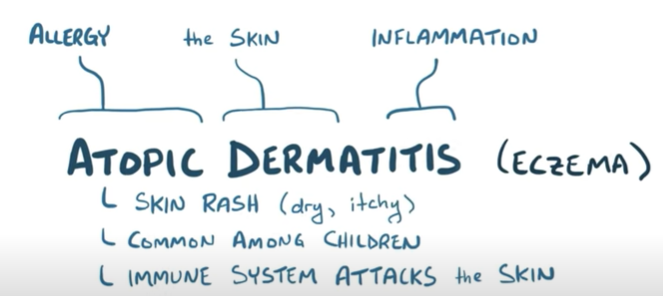 ALLERGY the SKIN INFLAMMATION
ATOPIC DERMATITIS (ECZEMA)
SKIN RASH (dry, itchy)
COMMON AMONG CHILDREN
IMMUNE SYSTEM ATTACKS the SKIN